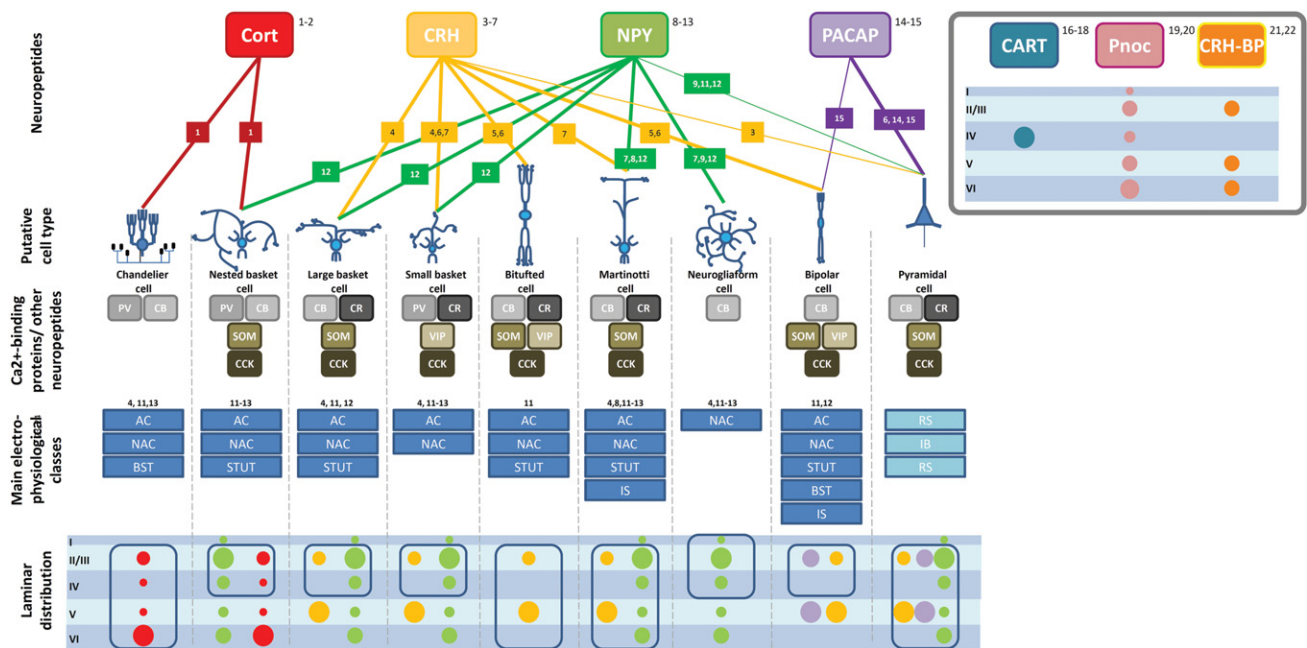 Neuropeptides
Cort
1-2
CRH
3-7
NPY
8-13
PACAP
14-15
1
1
4
4,6,7
5,6
7
5,6
3
9,11,12
15
6, 14, 15
12
12
12
7,8,12
7,9,12
CART
16-18
Pnoc
19,20
CRH-BP
21,22
I
II/III
IV
V
VI
Putative
cell type
Chandelier
cell
Nested basket
cell
Large basket
cell
Small basket
cell
Bitufted
cell
Martinotti
cell
Neurogliaform
cell
Bipolar
cell
Pyramidal
cell
Ca2+-binding
proteins/ other
neuropeptides
PV CB
PV CB
CB CR
PV CR
CB CR
CB CR
CB
CB
CB CR
SOM
SOM
VIP
SOM VIP
SOM
SOM VIP
SOM
CCK
CCK
CCK
CCK
CCK
CCK
CCK
Main electro-
physiological
classes
4, 11,13
11-13
4, 11, 12
4, 11-13
11
4,8,11-13
4,11-13
11,12
AC
AC
AC
AC
AC
AC
NAC
AC
RS
NAC
NAC
NAC
NAC
NAC
NAC
NAC
IB
BST
STUT
STUT
STUT
STUT
STUT
RS
IS
BST
IS
Laminar
distribution
I
II/III
IV
V
VI